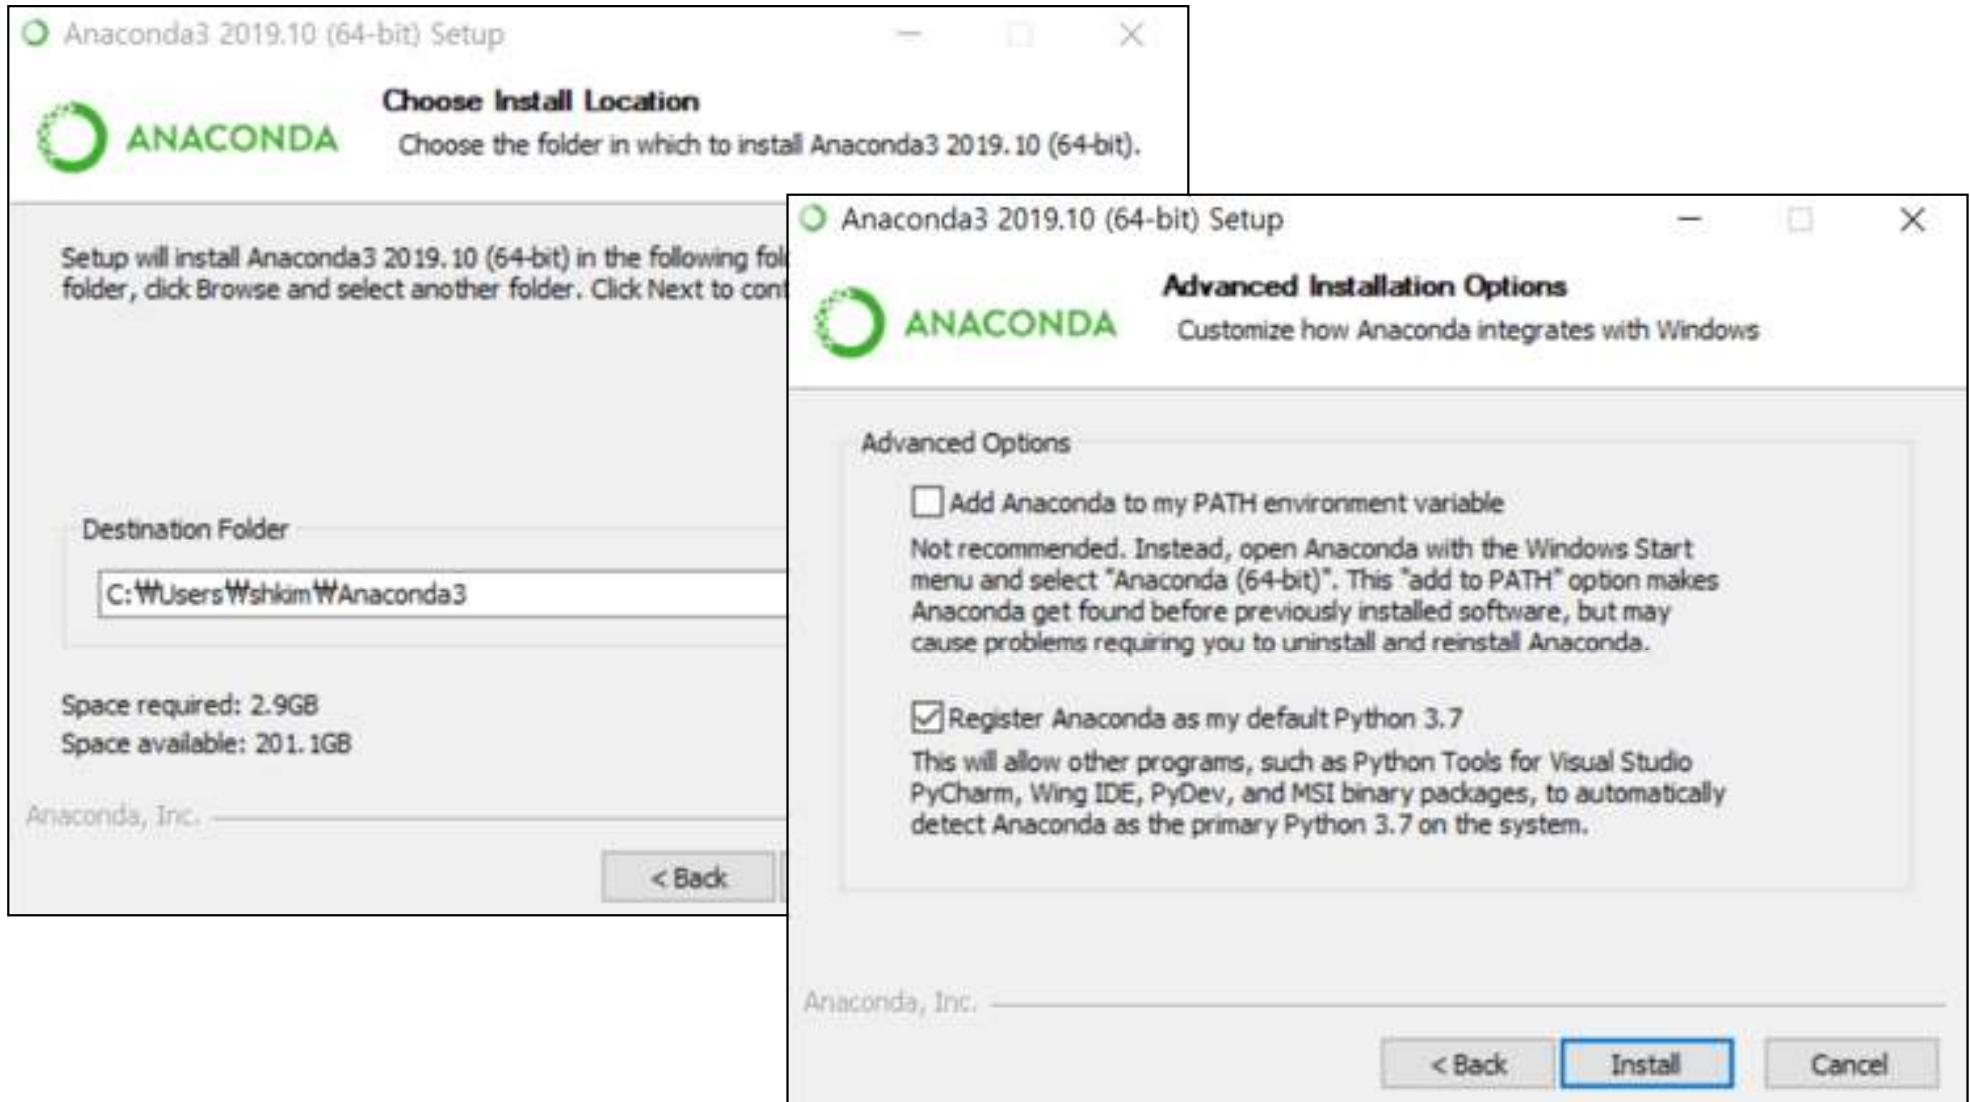 Anaconda3 2019.10 (64-bit) Setup
ANACONDA
Choose Install Location
Choose the folder in which to install Anaconda3 2019.10 (64-bit).
Setup will install Anaconda3 2019.10 (64-bit) in the following fol
folder, click Browse and select another folder. Click Next to cont
Destination Folder
C:₩Users₩shkim₩Anaconda3
Space required: 2.9GB
Space available: 201.1GB
Anaconda, Inc.
< Back
Anaconda3 2019.10 (64-bit) Setup
ANACONDA
Advanced Installation Options
Customize how Anaconda integrates with Windows
Advanced Options
Add Anaconda to my PATH environment variable
Not recommended. Instead, open Anaconda with the Windows Start
menu and select "Anaconda (64-bit)". This "add to PATH" option makes
Anaconda get found before previously installed software, but may
cause problems requiring you to uninstall and reinstall Anaconda.
Register Anaconda as my default Python 3.7
This will allow other programs, such as Python Tools for Visual Studio
PyCharm, Wing IDE, PyDev, and MSI binary packages, to automatically
detect Anaconda as the primary Python 3.7 on the system.
Anaconda, Inc.
< Back
Install
Cancel